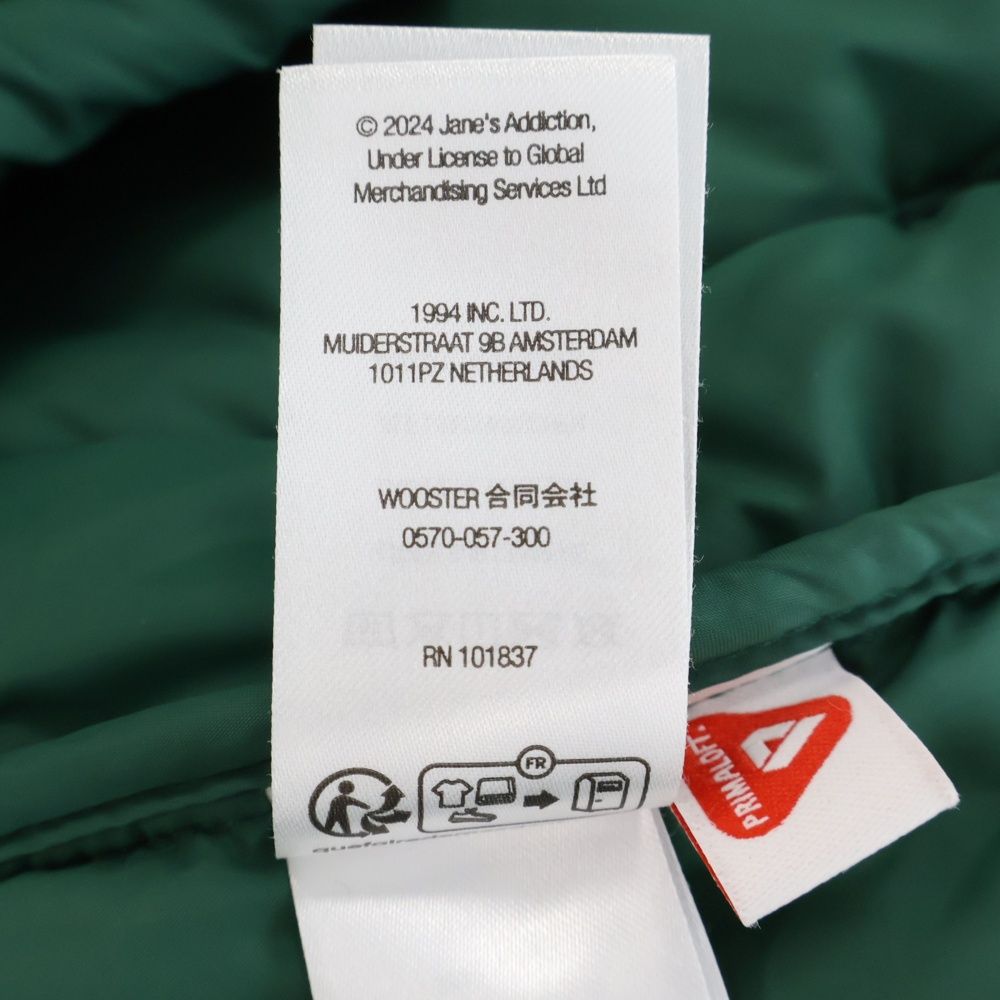 © 2024 Jane's Addiction,
Under License to Global
Merchandising Services Ltd
1994 INC. LTD.
MUIDERSTRAAT 9B AMSTERDAM
1011PZ NETHERLANDS
WOOSTER 合同会社
0570-057-300
RN 101837
FR
PRIMALOFT.